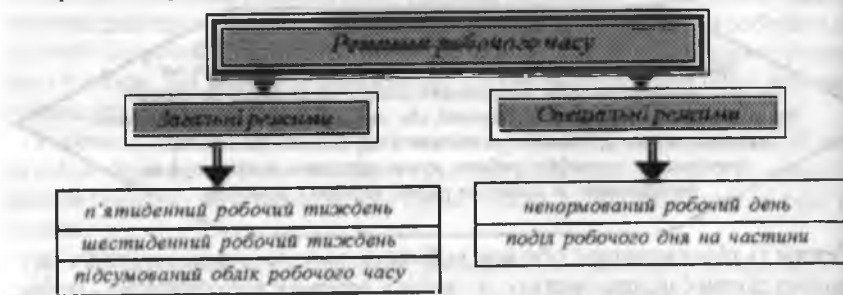 Режими робочого часу
Загальні режими
Спеціальні режими
п'ятиденний робочий тиждень
шестиденний робочий тиждень
підсумований облік робочого часу
ненормований робочий день
поділ робочого дня на частини